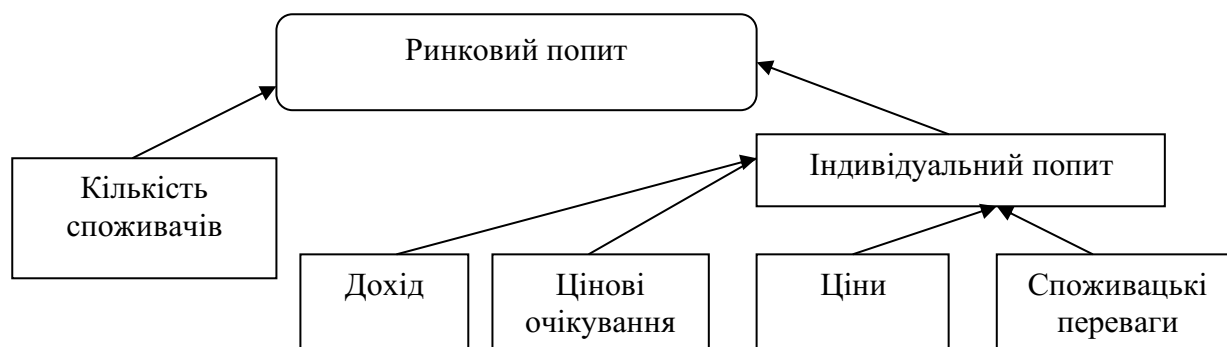 Ринковий попит
Індивідуальний попит
Кількість
споживачів
Дохід
Цінові
очікування
Ціни
Споживацькі
переваги